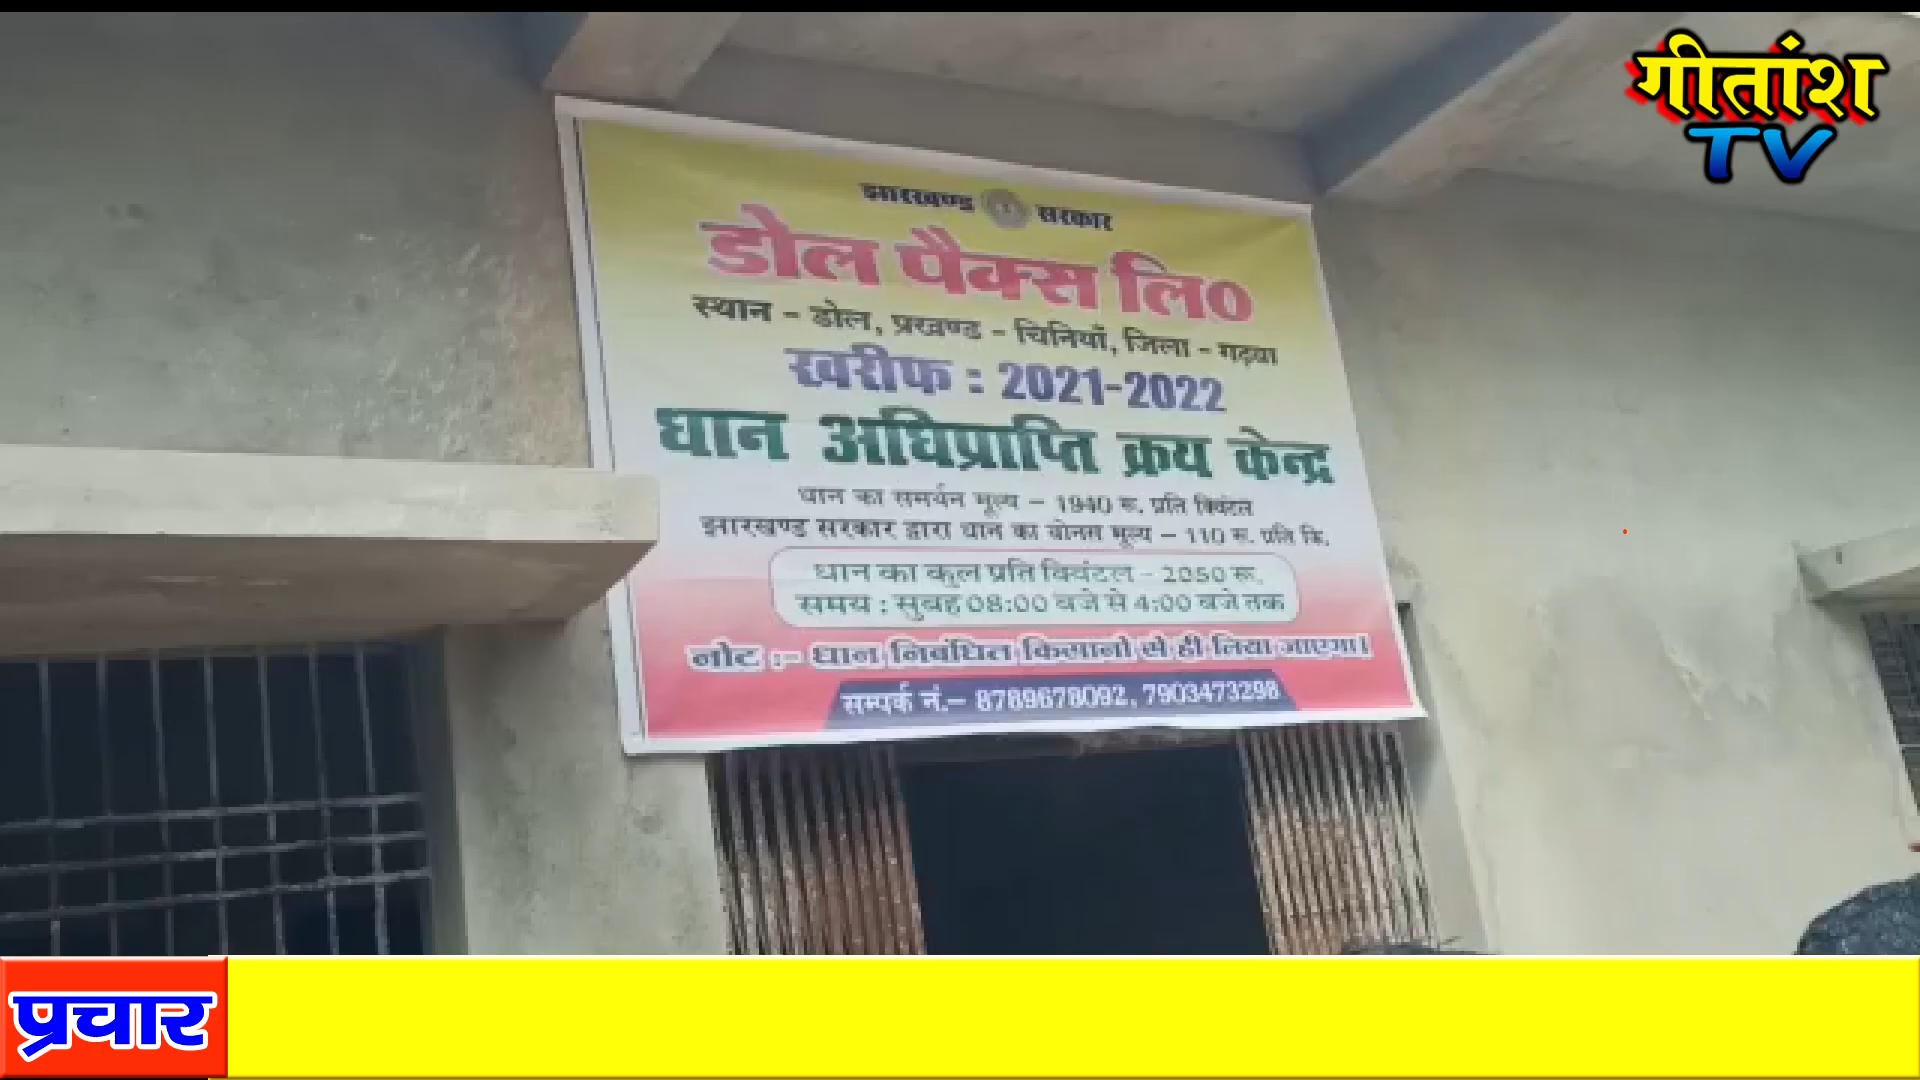 गीतांश
TV
झारखण्ड सरकार
डोल पैक्स लि०
स्थान - डोल, प्रखण्ड - चिनियाँ, जिला - गढ़वा
खरीफ : 2021-2022
धान अधिप्राप्ति क्रय केन्द्र
धान का समर्थन मूल्य - 1940 रू. प्रति क्विंटल
झारखण्ड सरकार द्वारा धान का बोनस मूल्य - 110 रू. प्रति क्वि.
धान का कुल प्रति क्विंटल - 2050 रू.
समय : सुबह 08:00 बजे से 4:00 बजे तक
नोट :- धान निबंधित किसानो से ही लिया जाएगा।
सम्पर्क नं.- 8789678092, 7903473298
प्रचार